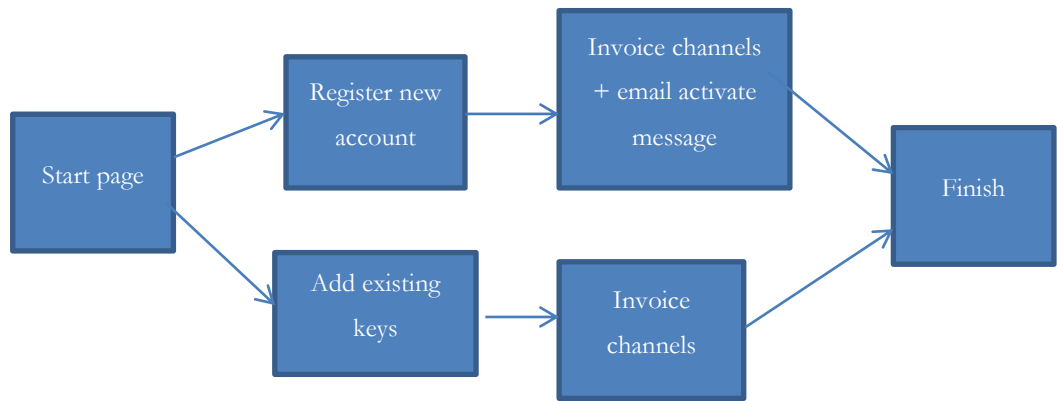 Start page
Register new
account
Invoice channels
+ email activate
message
Add existing
keys
Invoice
channels
Finish